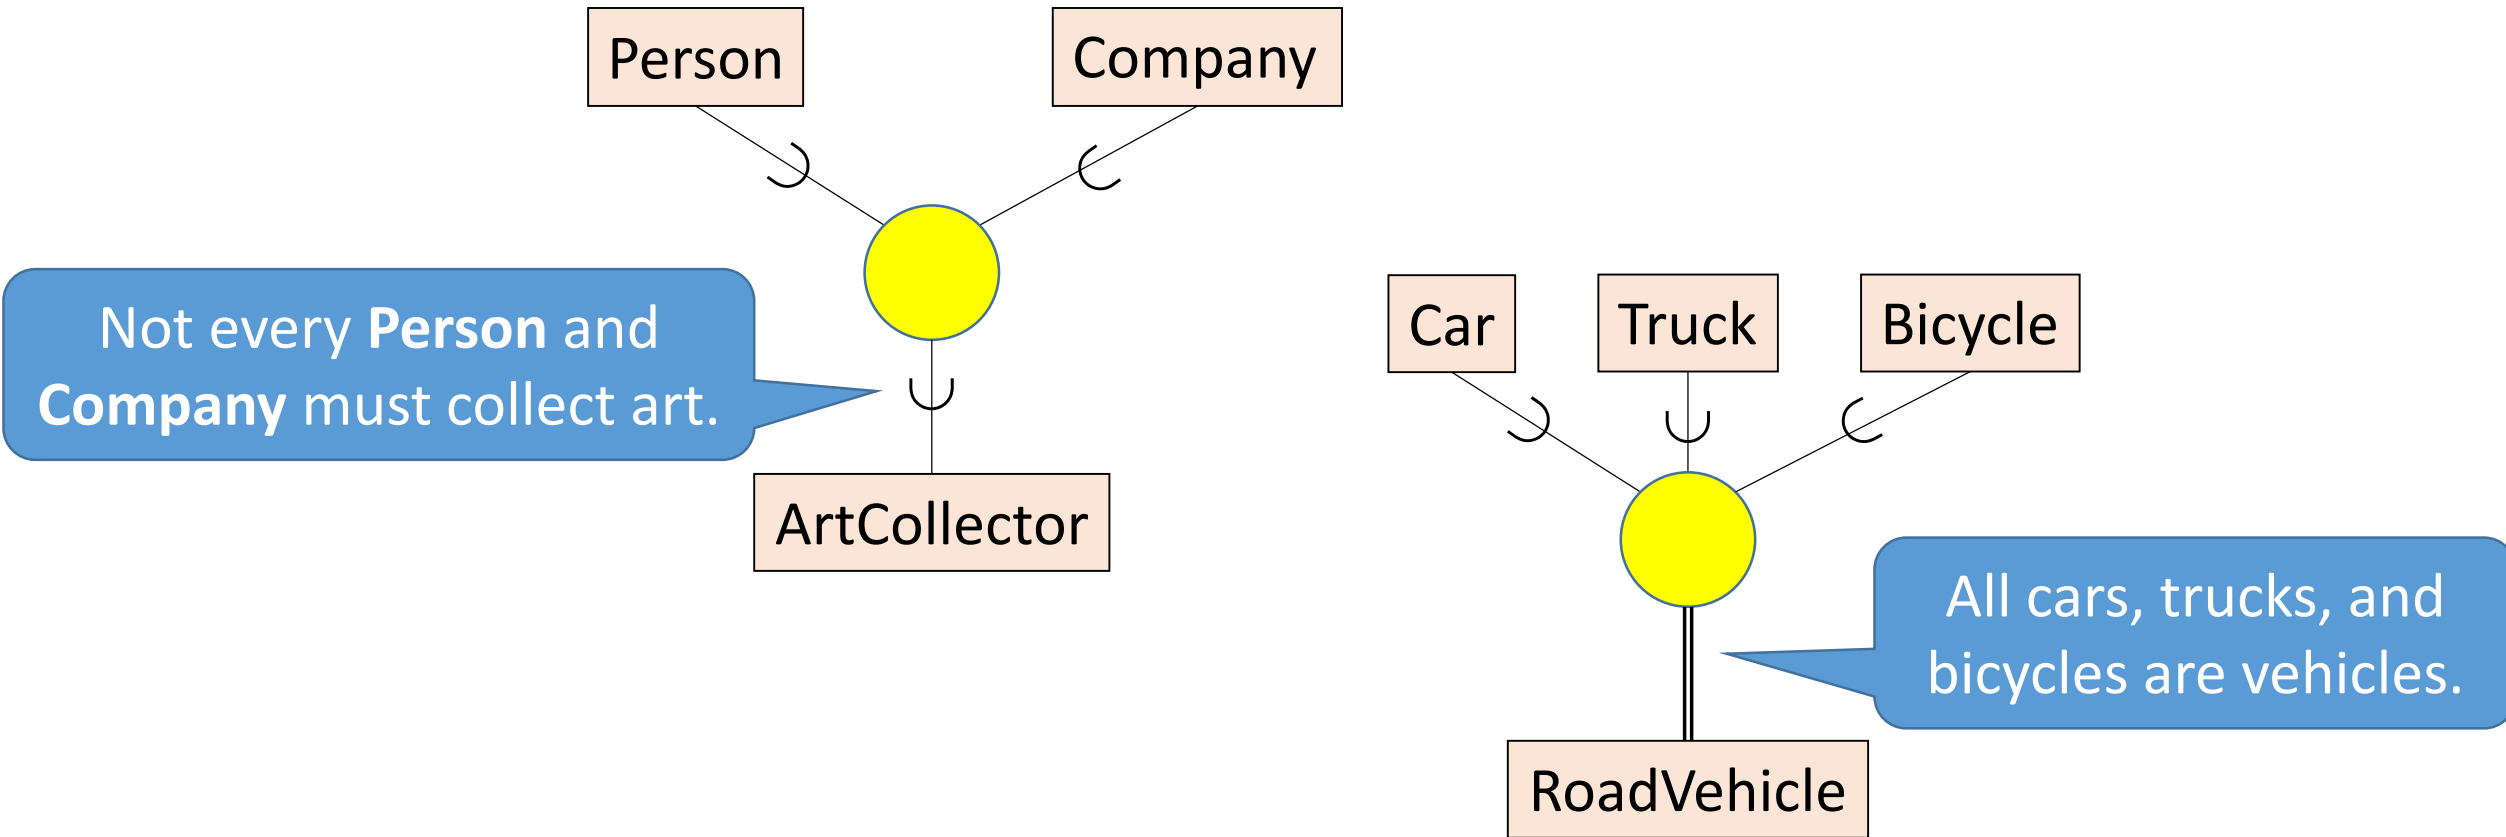 Person
Company
Not every Person and
Company must collect art.
ArtCollector
Car
Truck
Bicycle
All cars, trucks, and
bicycles are vehicles.
RoadVehicle